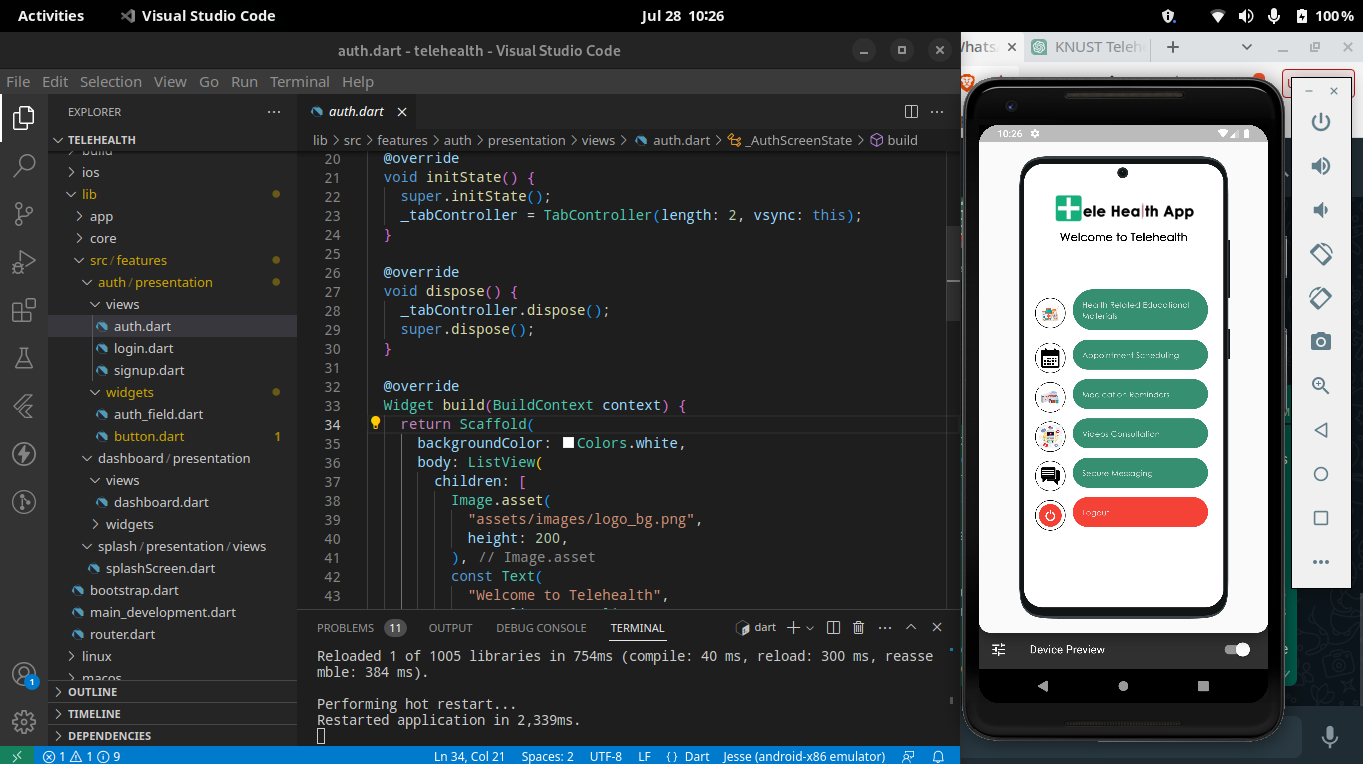 Activities
Visual Studio Code
Jul 28 10:26
100%
auth.dart - telehealth - Visual Studio Code
File Edit Selection View Go Run Terminal Help
EXPLORER
TELEHEALTH
build
ios
lib
app
core
src/features
auth/presentation
views
auth.dart
login.dart
signup.dart
widgets
auth_field.dart
button.dart 1
dashboard/presentation
views
dashboard.dart
widgets
splash/presentation/views
splashScreen.dart
bootstrap.dart
main_development.dart
router.dart
linux
macos
OUTLINE
TIMELINE
DEPENDENCIES
1
auth.dart
lib > src > features > auth > presentation > views > auth.dart > _AuthScreenState > build
20 @override
21 void initState() {
22 super.initState();
23 _tabController = TabController(length: 2, vsync: this);
24 }
25
26 @override
27 void dispose() {
28 _tabController.dispose();
29 super.dispose();
30 }
31
32 @override
33 Widget build(BuildContext context) {
34 return Scaffold(
35 backgroundColor: Colors.white,
36 body: ListView(
37 children: [
38 Image.asset(
39 "assets/images/logo_bg.png",
40 height: 200,
41 ), // Image.asset
42 const Text(
43 "Welcome to Telehealth",
PROBLEMS 11 OUTPUT DEBUG CONSOLE TERMINAL
dart
Reloaded 1 of 1005 libraries in 754ms (compile: 40 ms, reload: 300 ms, reasse
mble: 384 ms).
Performing hot restart...
Restarted application in 2,339ms.
1 1 9
Ln 34, Col 21 Spaces: 2 UTF-8 LF {} Dart Jesse (android-x86 emulator)
KNUST Teleh
10:26
ele Health App
Welcome to Telehealth
Health Related Educational
Materials
Appointment Scheduling
Medication Reminders
Videos Consultation
Secure Messaging
Logout
Device Preview